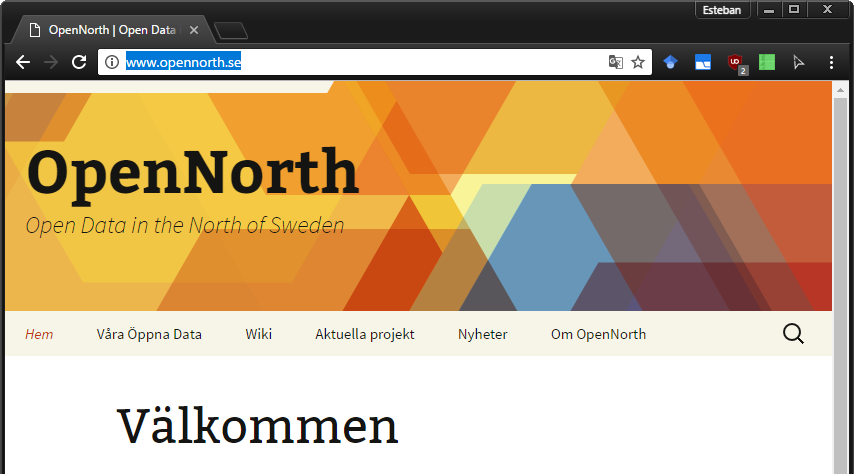 Esteban
OpenNorth | Open Data
www.opennorth.se
UD
2
OpenNorth
Open Data in the North of Sweden
Hem Våra Öppna Data Wiki Aktuella projekt Nyheter Om OpenNorth
Välkommen